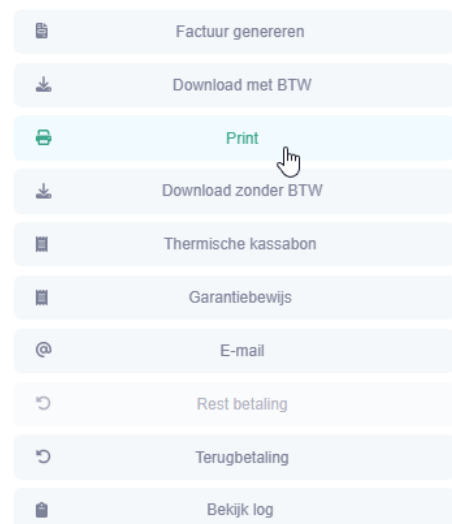 Factuur genereren
Download met BTW
Print
Download zonder BTW
Thermische kassabon
Garantiebewijs
E-mail
Rest betaling
Terugbetaling
Bekijk log